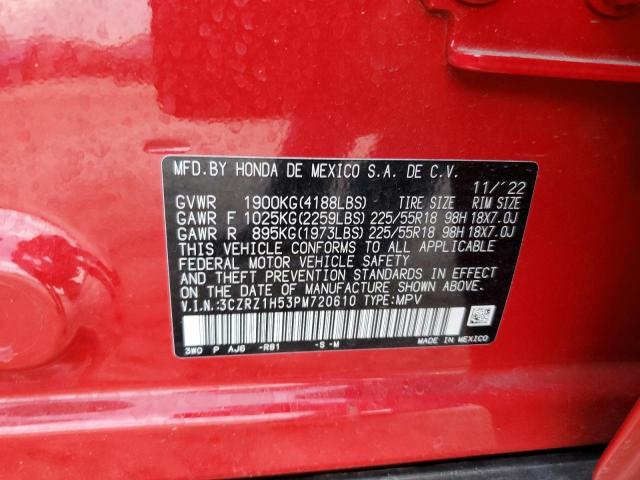 MFD. BY HONDA DE MEXICO S.A. DE C.V.
11/'22
GVWR 1900KG(4188LBS) TIRE SIZE RIM SIZE
GAWR F 1025KG(2259LBS) 225/55R18 98H 18X7.0J
GAWR R 895KG(1973LBS) 225/55R18 98H 18X7.0J
THIS VEHICLE CONFORMS TO ALL APPLICABLE
FEDERAL MOTOR VEHICLE SAFETY
AND THEFT PREVENTION STANDARDS IN EFFECT
ON THE DATE OF MANUFACTURE SHOWN ABOVE.
V.I.N.:3CZRZ1H53PM720610 TYPE:MPV
3W0 P AJ6 -R81 -S -M MADE IN MEXICO